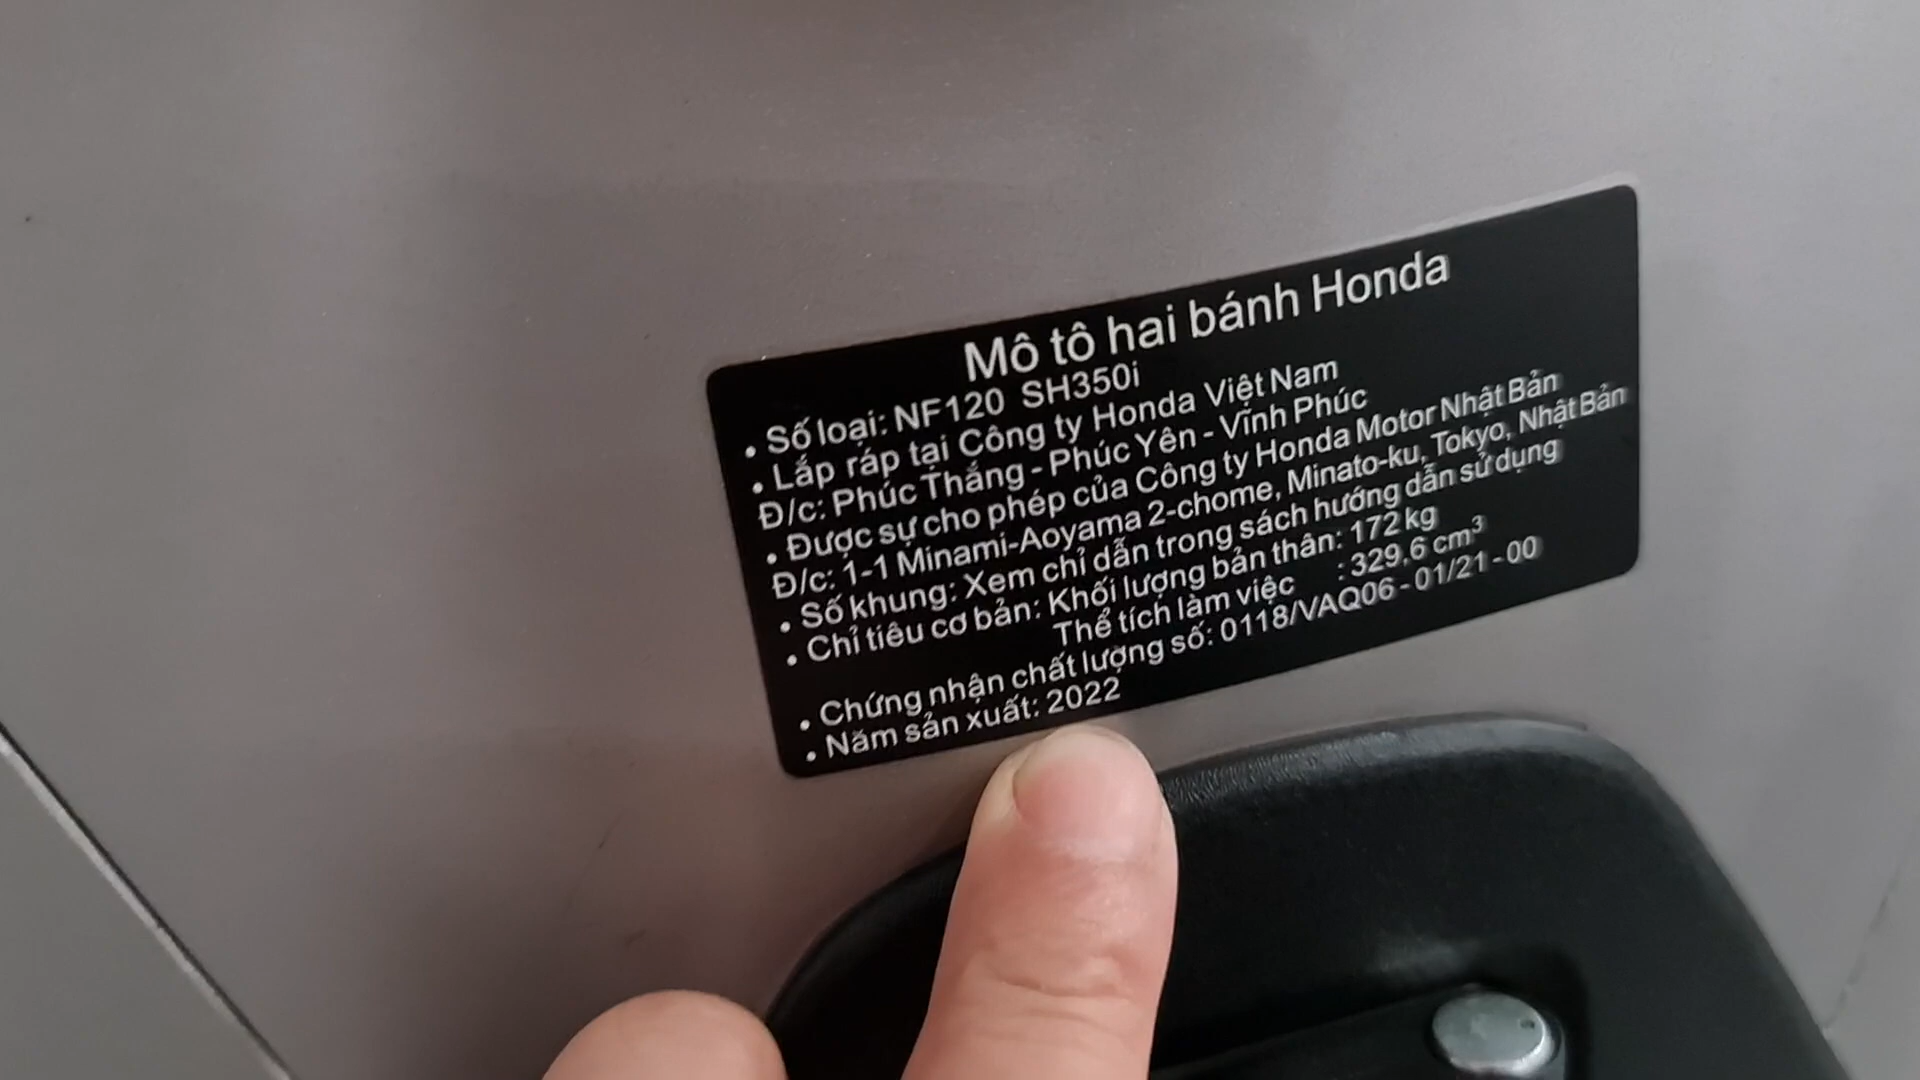 Mô tô hai bánh Honda
• Số loại: NF120 SH350i
• Lắp ráp tại Công ty Honda Việt Nam
Đ/c: Phúc Thắng - Phúc Yên - Vĩnh Phúc
• Được sự cho phép của Công ty Honda Motor Nhật Bản
Đ/c: 1-1 Minami-Aoyama 2-chome, Minato-ku, Tokyo, Nhật Bản
• Số khung: Xem chỉ dẫn trong sách hướng dẫn sử dụng
• Chỉ tiêu cơ bản: Khối lượng bản thân: 172 kg
Thể tích làm việc : 329,6 cm³
• Chứng nhận chất lượng số: 0118/VAQ06 - 01/21 - 00
• Năm sản xuất: 2022